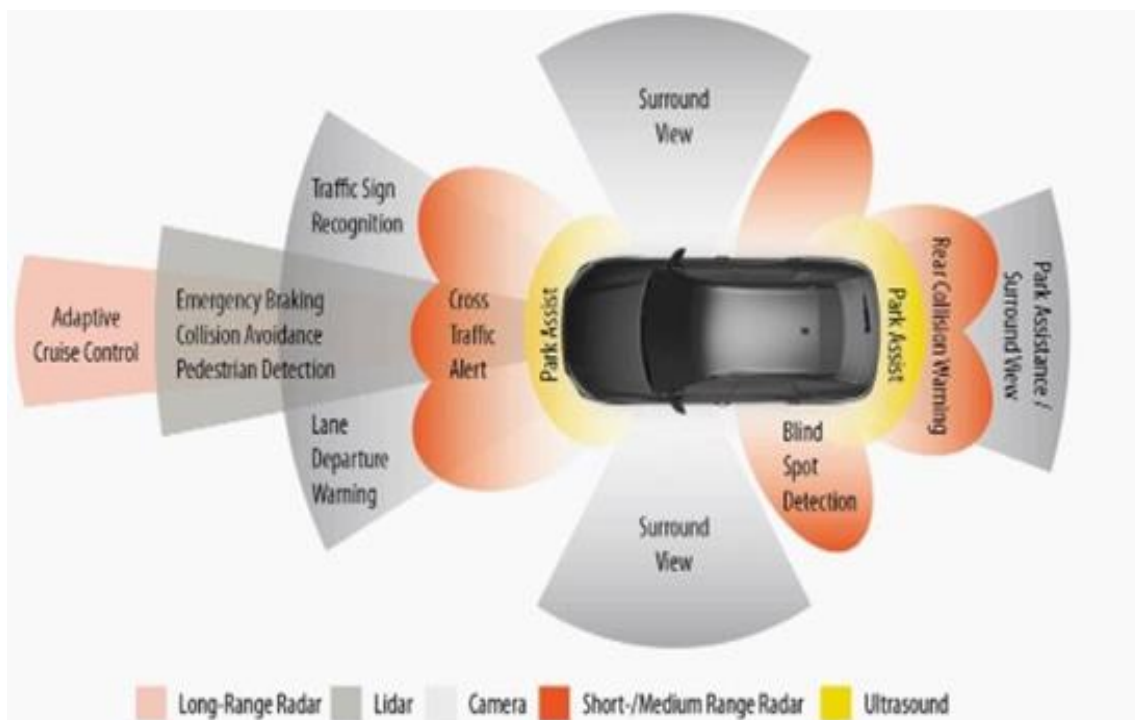 Surround
View
Traffic Sign
Recognition
Adaptive
Cruise Control
Emergency Braking
Collision Avoidance
Pedestrian Detection
Cross
Traffic
Alert
Park Assist
Park Assist
Rear Collision Warning
Park Assistance /
Surround View
Lane
Departure
Warning
Blind
Spot
Detection
Surround
View
Long-Range Radar
Lidar
Camera
Short-/Medium Range Radar
Ultrasound